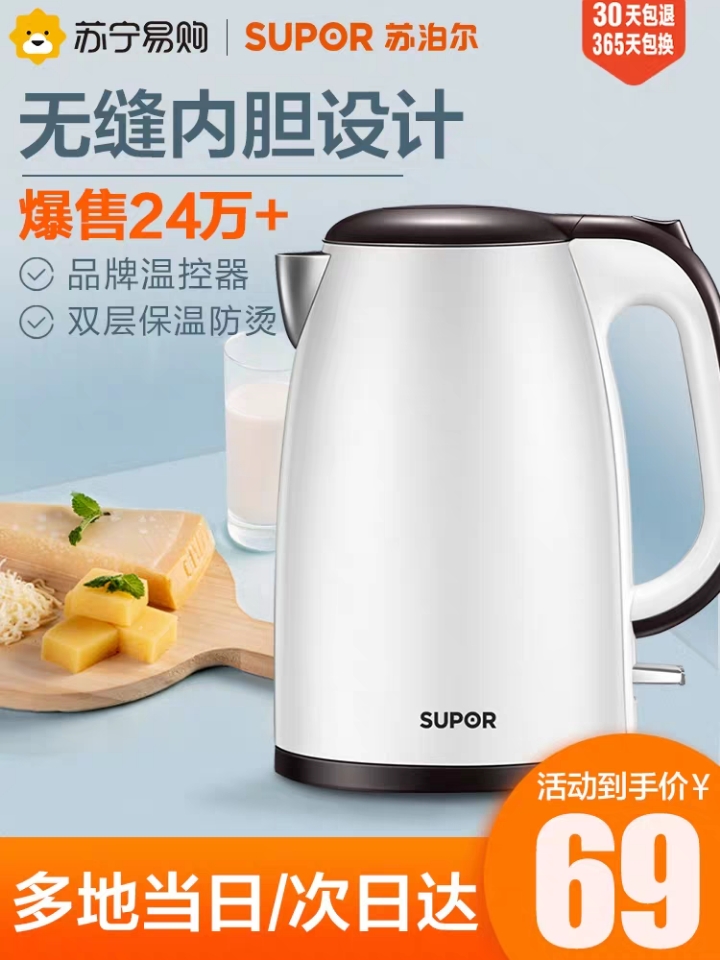 苏宁易购 | SUPOR 苏泊尔
30天包退
365天包换
无缝内胆设计
爆售24万+
品牌温控器
双层保温防烫
SUPOR
活动到手价¥
69
多地当日/次日达